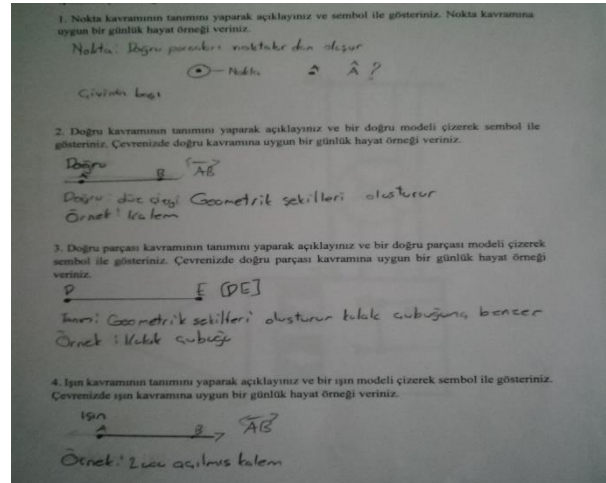 1. Nokta kavramının tanımını yaparak açıklayınız ve sembol ile gösteriniz. Nokta kavramına
uygun bir günlük hayat örneği veriniz.
Nokta: Doğru parçaları noktalardan oluşur
Nokta Â ?
Çivinin başı
2. Doğru kavramının tanımını yaparak açıklayınız ve bir doğru modeli çizerek sembol ile
gösteriniz. Çevrenizde doğru kavramına uygun bir günlük hayat örneği veriniz.
Doğru
A B AB
Doğru: düz çizgi Geometrik şekilleri oluşturur
Örnek: Kalem
3. Doğru parçası kavramının tanımını yaparak açıklayınız ve bir doğru parçası modeli çizerek
sembol ile gösteriniz. Çevrenizde doğru parçası kavramına uygun bir günlük hayat örneği
veriniz.
D E [DE]
Tanım: Geometrik şekilleri oluşturur kulak çubuğuna benzer
Örnek: Kulak çubuğu
4. Işın kavramının tanımını yaparak açıklayınız ve bir ışın modeli çizerek sembol ile gösteriniz.
Çevrenizde ışın kavramına uygun bir günlük hayat örneği veriniz.
Işın
A B AB
Örnek: 2 ucu açılmış kalem